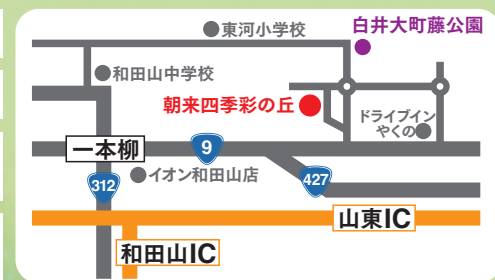 東河小学校
白井大町藤公園
和田山中学校
朝来四季彩の丘
ドライブイン
やくの
一本柳
9
312
イオン和田山店
427
山東IC
和田山IC